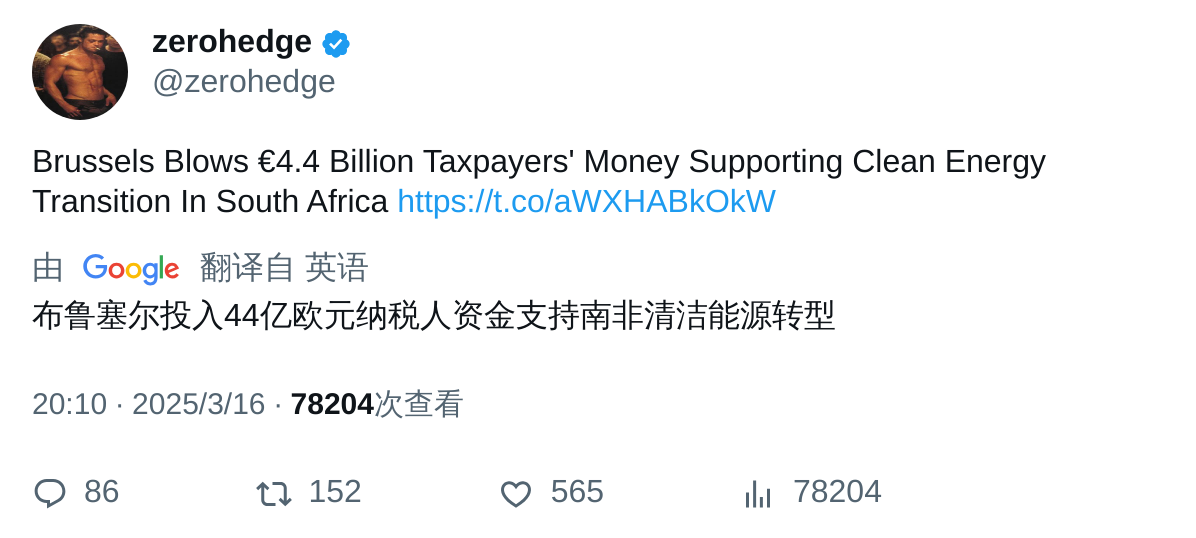 zerohedge
@zerohedge
Brussels Blows €4.4 Billion Taxpayers' Money Supporting Clean Energy
Transition In South Africa https://t.co/aWXHABkOkW
由 Google 翻译自 英语
布鲁塞尔投入44亿欧元纳税人资金支持南非清洁能源转型
20:10 · 2025/3/16 · 78204次查看
86 152 565 78204